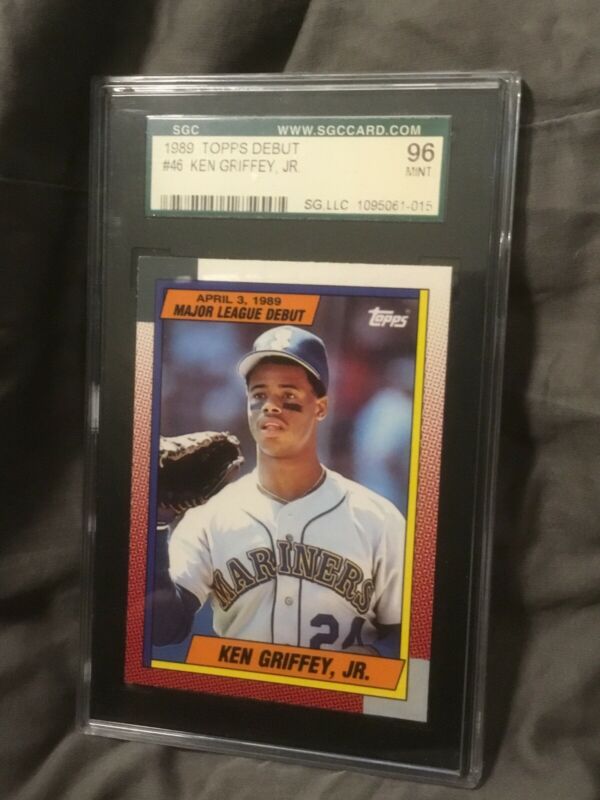 SGC WWW.SGCCARD.COM
1989 TOPPS DEBUT 96
#46 KEN GRIFFEY, JR. MINT
SG, LLC 1095061-015
APRIL 3, 1989
MAJOR LEAGUE DEBUT
topps
MARINERS
24
KEN GRIFFEY, JR.